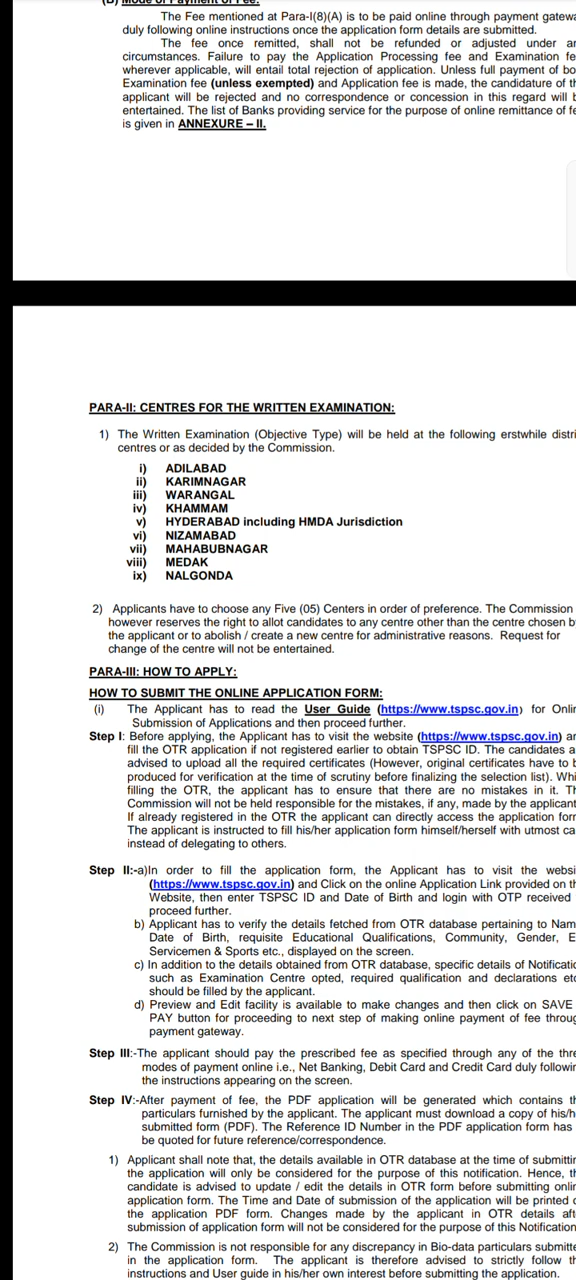 (B) Mode of Payment of Fee:
The Fee mentioned at Para-I(8)(A) is to be paid online through payment gatewa
duly following online instructions once the application form details are submitted.
The fee once remitted, shall not be refunded or adjusted under an
circumstances. Failure to pay the Application Processing fee and Examination fe
wherever applicable, will entail total rejection of application. Unless full payment of bo
Examination fee (unless exempted) and Application fee is made, the candidature of th
applicant will be rejected and no correspondence or concession in this regard will b
entertained. The list of Banks providing service for the purpose of online remittance of fe
is given in ANNEXURE – II.
PARA-II: CENTRES FOR THE WRITTEN EXAMINATION:
1) The Written Examination (Objective Type) will be held at the following erstwhile distri
centres or as decided by the Commission.
i) ADILABAD
ii) KARIMNAGAR
iii) WARANGAL
iv) KHAMMAM
v) HYDERABAD including HMDA Jurisdiction
vi) NIZAMABAD
vii) MAHABUBNAGAR
viii) MEDAK
ix) NALGONDA
2) Applicants have to choose any Five (05) Centers in order of preference. The Commission
however reserves the right to allot candidates to any centre other than the centre chosen b
the applicant or to abolish / create a new centre for administrative reasons. Request for
change of the centre will not be entertained.
PARA-III: HOW TO APPLY:
HOW TO SUBMIT THE ONLINE APPLICATION FORM:
(i) The Applicant has to read the User Guide (https://www.tspsc.gov.in) for Onlin
Submission of Applications and then proceed further.
Step I: Before applying, the Applicant has to visit the website (https://www.tspsc.gov.in) an
fill the OTR application if not registered earlier to obtain TSPSC ID. The candidates a
advised to upload all the required certificates (However, original certificates have to b
produced for verification at the time of scrutiny before finalizing the selection list). Whi
filling the OTR, the applicant has to ensure that there are no mistakes in it. Th
Commission will not be held responsible for the mistakes, if any, made by the applicant
If already registered in the OTR the applicant can directly access the application form
The applicant is instructed to fill his/her application form himself/herself with utmost ca
instead of delegating to others.
Step II:-a)In order to fill the application form, the Applicant has to visit the websi
(https://www.tspsc.gov.in) and Click on the online Application Link provided on th
Website, then enter TSPSC ID and Date of Birth and login with OTP received
proceed further.
b) Applicant has to verify the details fetched from OTR database pertaining to Nam
Date of Birth, requisite Educational Qualifications, Community, Gender, E
Servicemen & Sports etc., displayed on the screen.
c) In addition to the details obtained from OTR database, specific details of Notificatio
such as Examination Centre opted, required qualification and declarations etc
should be filled by the applicant.
d) Preview and Edit facility is available to make changes and then click on SAVE
PAY button for proceeding to next step of making online payment of fee throug
payment gateway.
Step III:-The applicant should pay the prescribed fee as specified through any of the thre
modes of payment online i.e., Net Banking, Debit Card and Credit Card duly followin
the instructions appearing on the screen.
Step IV:-After payment of fee, the PDF application will be generated which contains th
particulars furnished by the applicant. The applicant must download a copy of his/h
submitted form (PDF). The Reference ID Number in the PDF application form has
be quoted for future reference/correspondence.
1) Applicant shall note that, the details available in OTR database at the time of submittin
the application will only be considered for the purpose of this notification. Hence, th
candidate is advised to update / edit the details in OTR form before submitting onlin
application form. The Time and Date of submission of the application will be printed o
the application PDF form. Changes made by the applicant in OTR details afte
submission of application form will not be considered for the purpose of this Notification
2) The Commission is not responsible for any discrepancy in Bio-data particulars submitte
in the application form. The applicant is therefore advised to strictly follow th
instructions and User guide in his/her own interest before submitting the application.